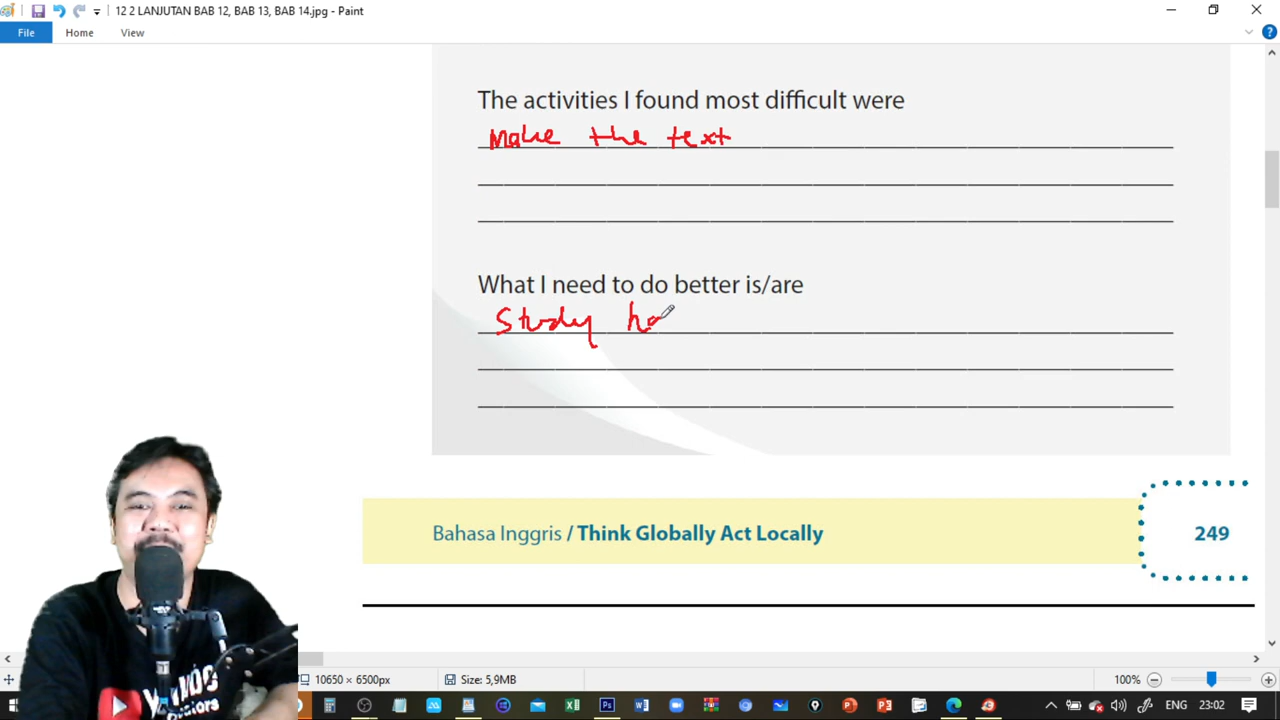 12 2 LANJUTAN BAB 12, BAB 13, BAB 14.jpg - Paint
File Home View
The activities I found most difficult were
Make the text
What I need to do better is/are
Study ha
Bahasa Inggris / Think Globally Act Locally
249
10650 × 6500px
Size: 5,9MB
100%
ENG 23:02